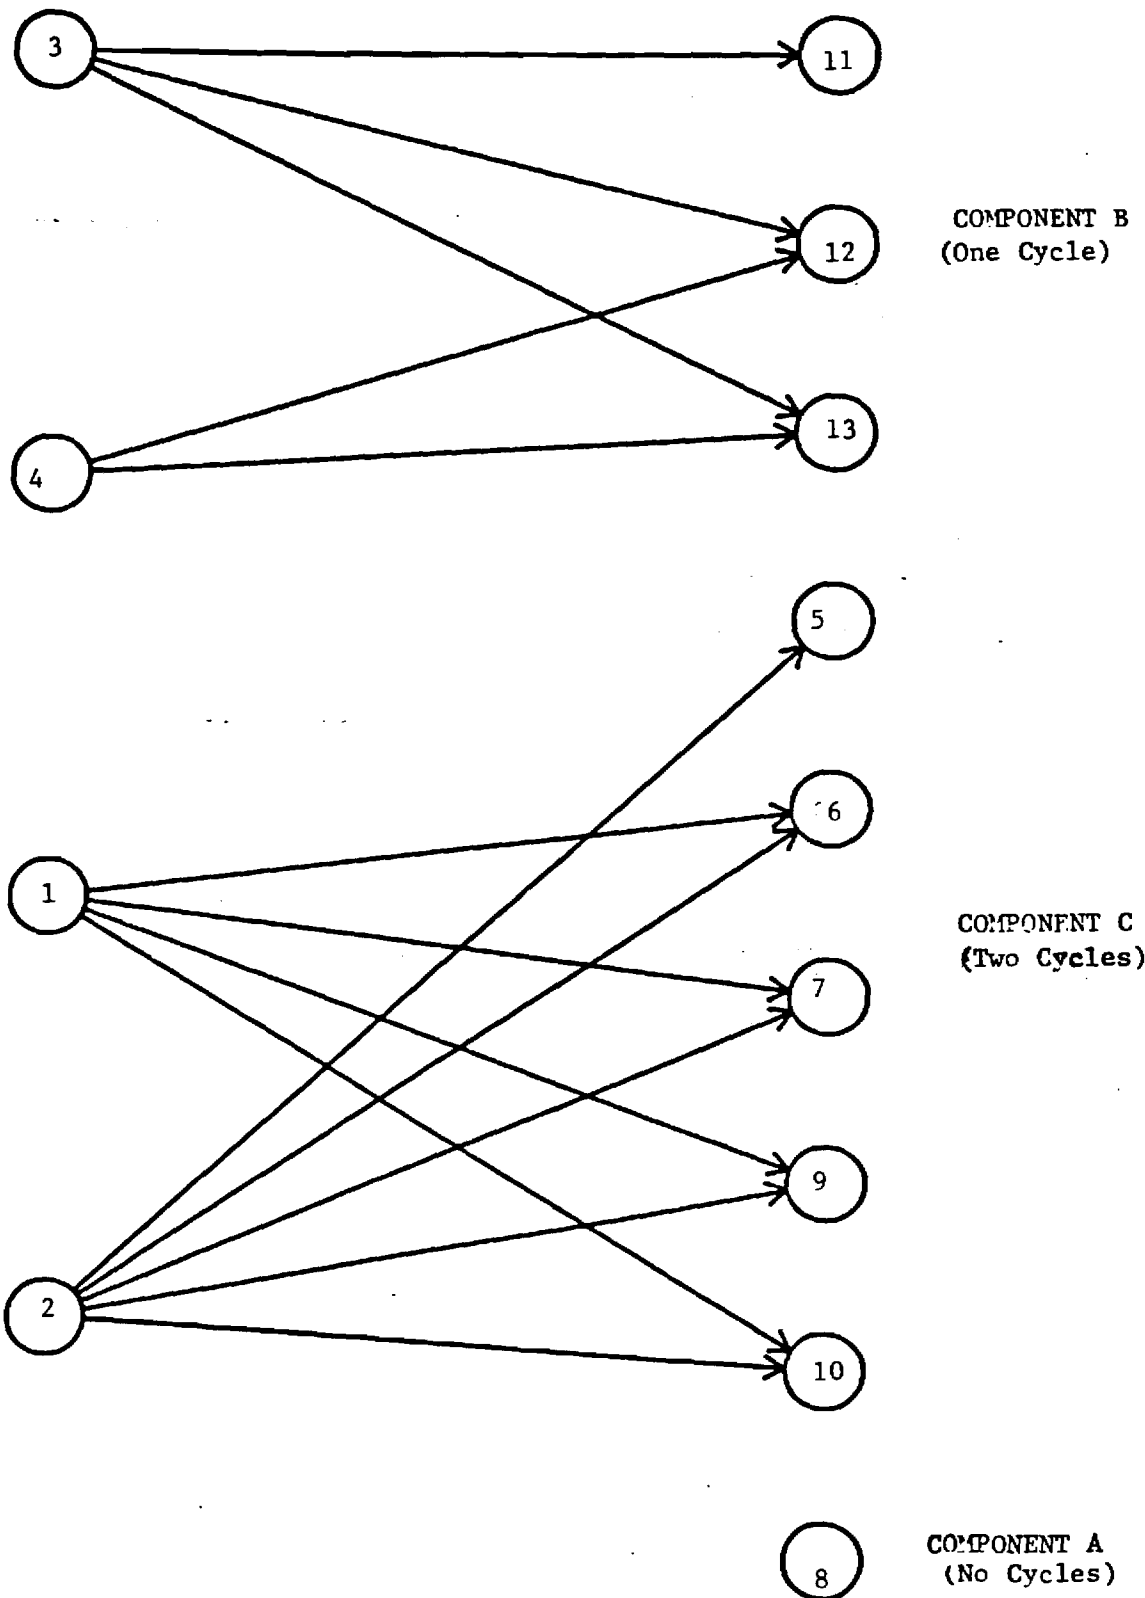 3
11
COMPONENT B
(One Cycle)
12
13
4
5
6
1
COMPONENT C
(Two Cycles)
7
9
2
10
COMPONENT A
(No Cycles)
8